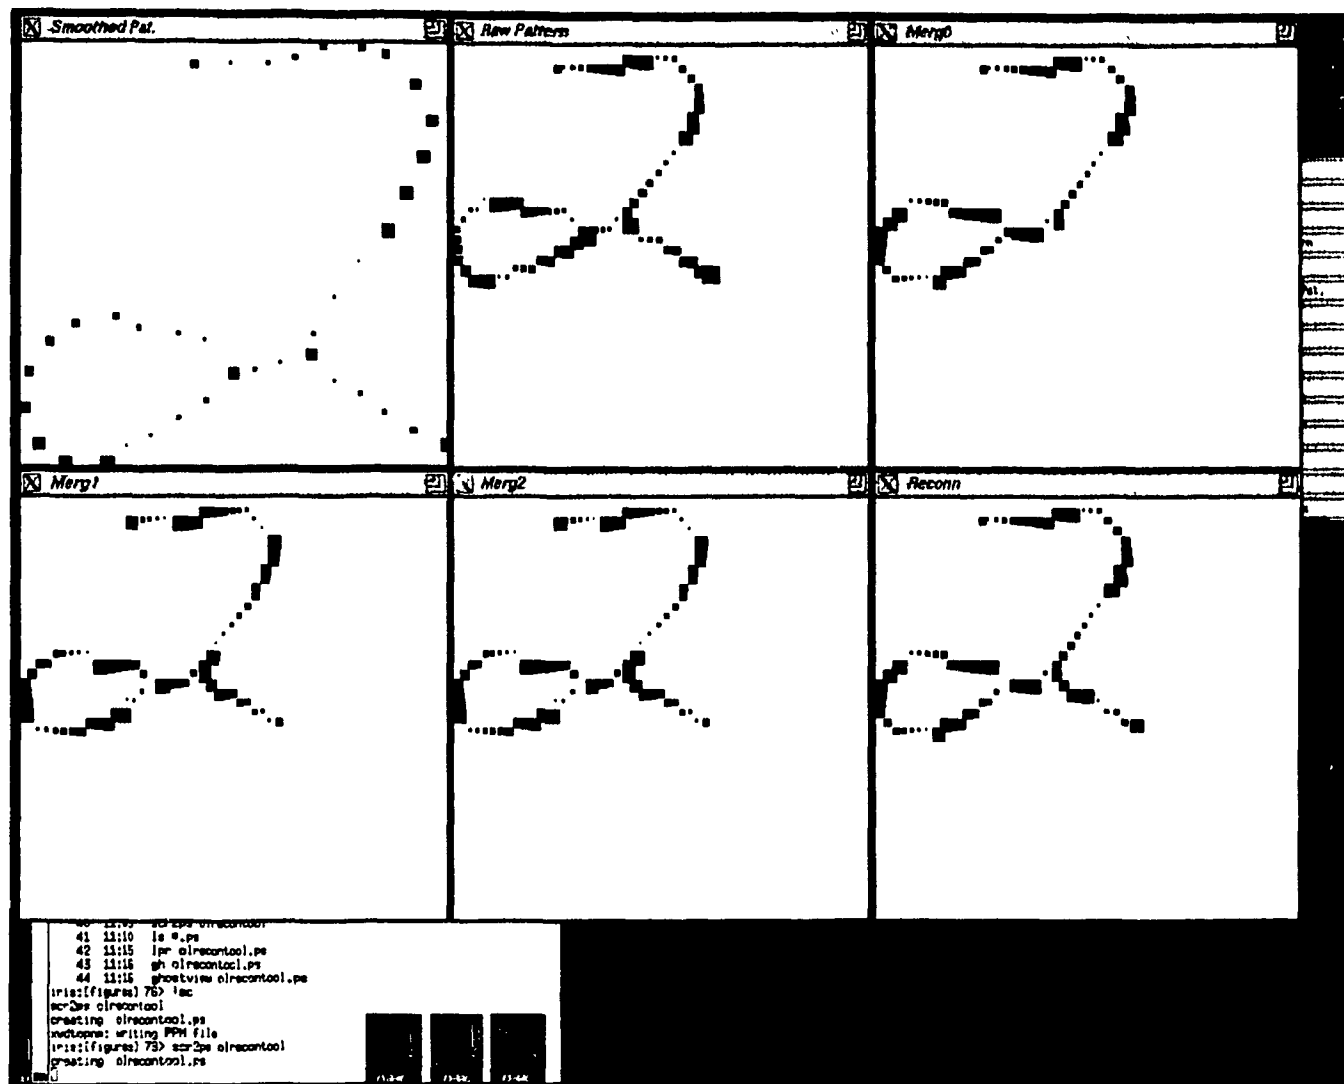 Smoothed Pat.
Raw Pattern
Merg0
Merg1
Merg2
Reconn
41 11:10 ls *.ps
42 11:15 lpr olrecontool.ps
43 11:16 gh olrecontool.ps
44 11:16 ghostview olrecontool.ps
iris:[figures] 76> !sc
scr2ps olrecontool
creating olrecontool.ps
xwdtopnm: writing PPM file
iris:[figures] 73> scr2ps olrecontool
creating olrecontool.ps